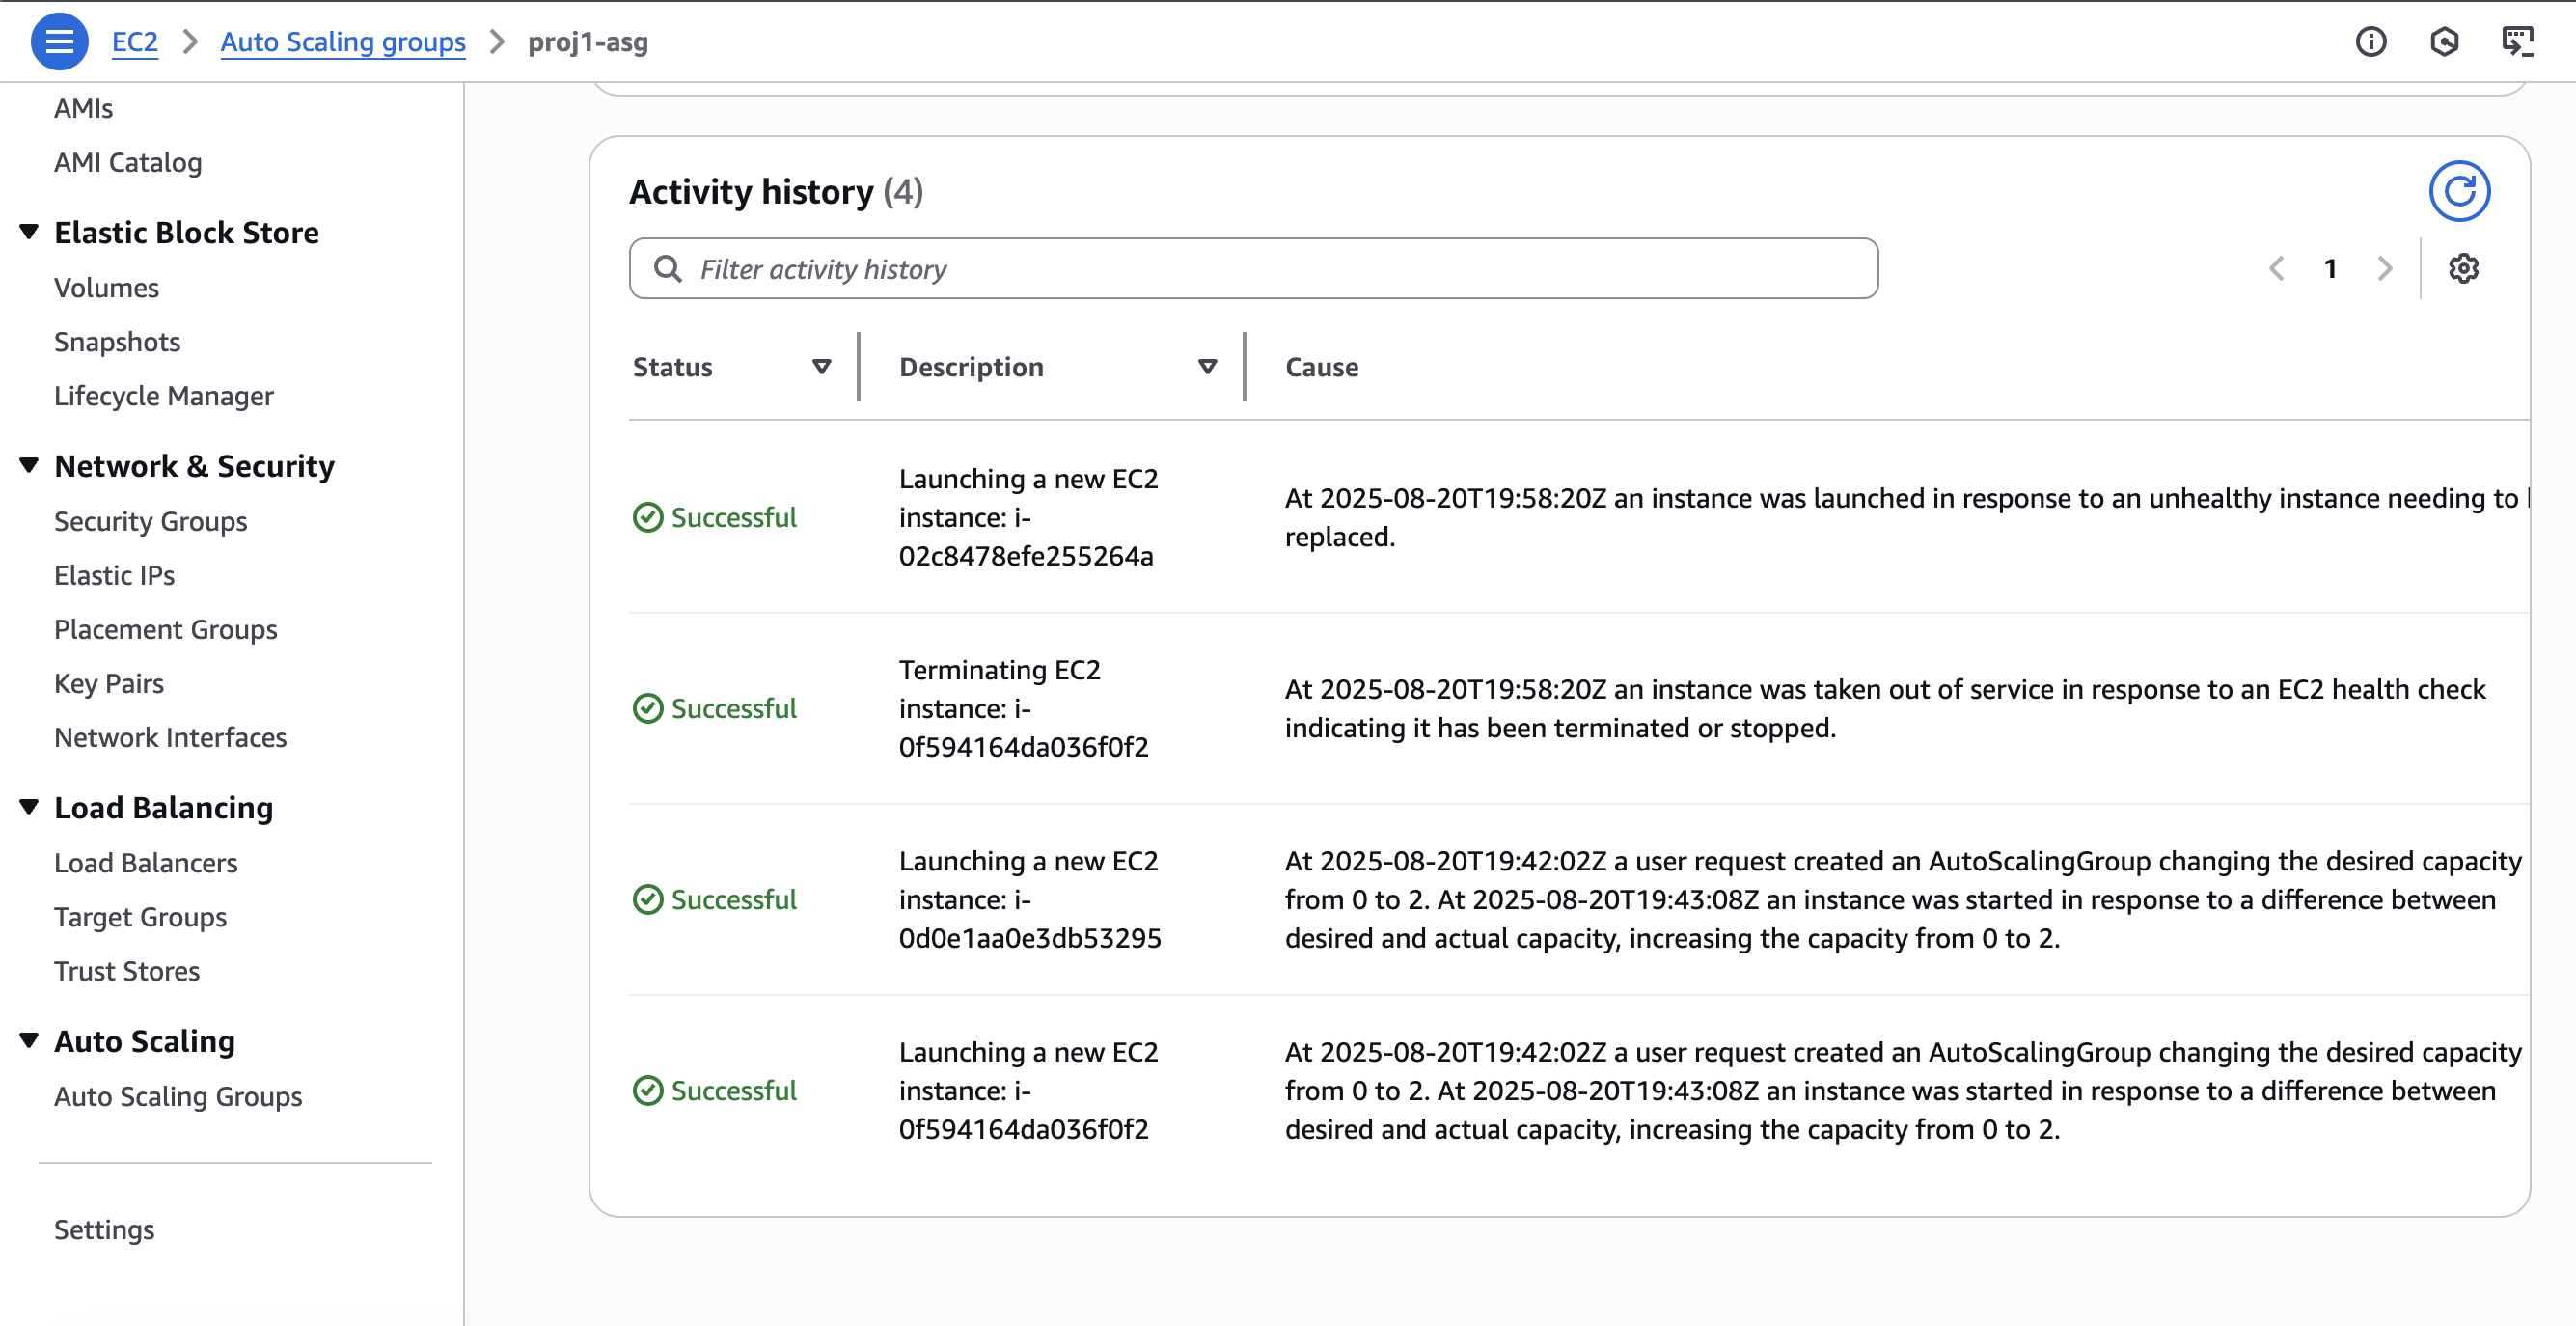 EC2 > Auto Scaling groups > proj1-asg
AMIs
AMI Catalog
Elastic Block Store
Volumes
Snapshots
Lifecycle Manager
Network & Security
Security Groups
Elastic IPs
Placement Groups
Key Pairs
Network Interfaces
Load Balancing
Load Balancers
Target Groups
Trust Stores
Auto Scaling
Auto Scaling Groups
Settings
Activity history (4)
Filter activity history
1
Status
Description
Cause
Successful
Launching a new EC2
instance: i-
02c8478efe255264a
At 2025-08-20T19:58:20Z an instance was launched in response to an unhealthy instance needing to
replaced.
Successful
Terminating EC2
instance: i-
0f594164da036f0f2
At 2025-08-20T19:58:20Z an instance was taken out of service in response to an EC2 health check
indicating it has been terminated or stopped.
Successful
Launching a new EC2
instance: i-
0d0e1aa0e3db53295
At 2025-08-20T19:42:02Z a user request created an AutoScalingGroup changing the desired capacity
from 0 to 2. At 2025-08-20T19:43:08Z an instance was started in response to a difference between
desired and actual capacity, increasing the capacity from 0 to 2.
Successful
Launching a new EC2
instance: i-
0f594164da036f0f2
At 2025-08-20T19:42:02Z a user request created an AutoScalingGroup changing the desired capacity
from 0 to 2. At 2025-08-20T19:43:08Z an instance was started in response to a difference between
desired and actual capacity, increasing the capacity from 0 to 2.